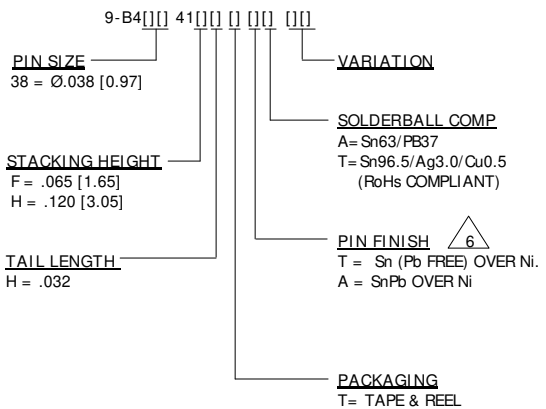 9-B4[][] 41[][] [] [][] [][]
PIN SIZE
38 = Ø.038 [0.97]
STACKING HEIGHT
F = .065 [1.65]
H = .120 [3.05]
TAIL LENGTH
H = .032
VARIATION
SOLDERBALL COMP
A= Sn63/PB37
T= Sn96.5/Ag3.0/Cu0.5
(RoHs COMPLIANT)
PIN FINISH 6
T = Sn (Pb FREE) OVER Ni.
A = SnPb OVER Ni
PACKAGING
T= TAPE & REEL